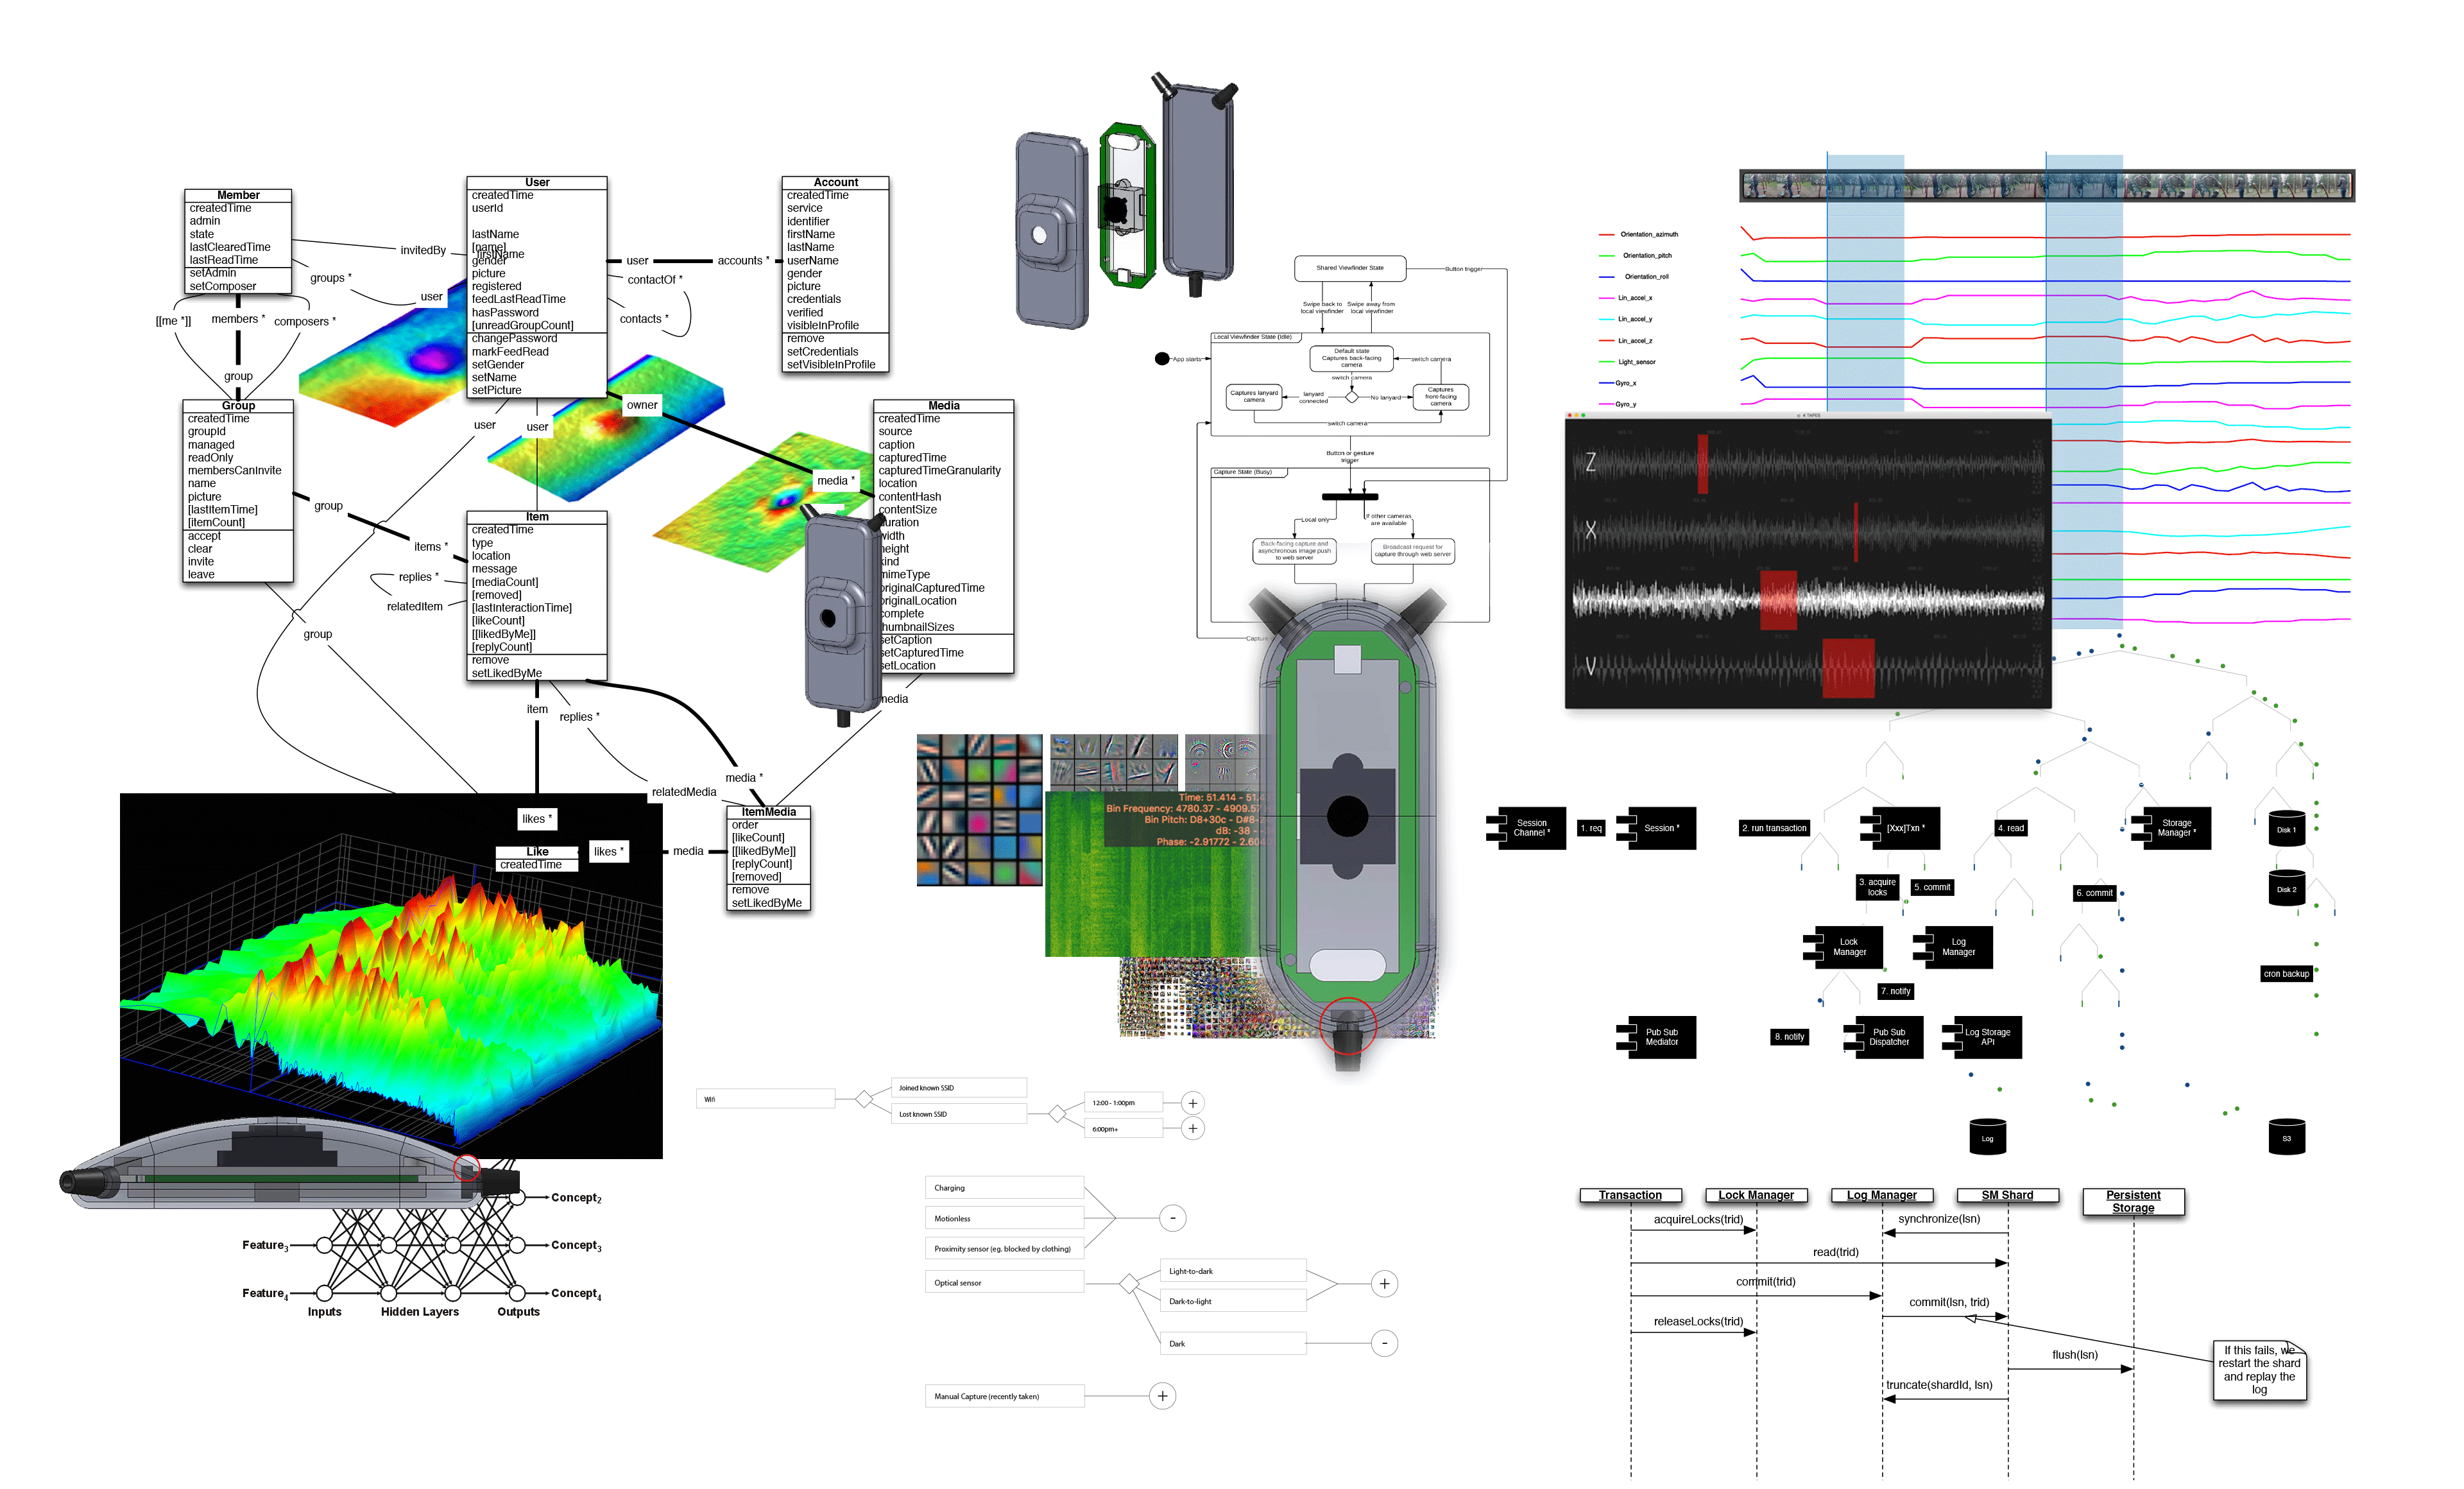 Member
createdTime
admin
state
lastClearedTime
lastReadTime
setAdmin
setComposer
[[me *]]
members *
composers *
group
invitedBy
groups *
user
User
createdTime
userId
lastName
[name]
firstName
gender
picture
registered
feedLastReadTime
hasPassword
[unreadGroupCount]
changePassword
markFeedRead
setGender
setName
setPicture
user
accounts *
contactOf *
contacts *
Account
createdTime
service
identifier
firstName
lastName
userName
gender
picture
credentials
verified
visibleInProfile
remove
setCredentials
setVisibleInProfile
Group
createdTime
groupId
managed
readOnly
membersCanInvite
name
picture
[lastItemTime]
[itemCount]
accept
clear
invite
leave
group
items *
replies *
relatedItem
group
user
user
owner
media *
Item
createdTime
type
location
message
[mediaCount]
[removed]
[lastInteractionTime]
[likeCount]
[[likedByMe]]
[replyCount]
remove
setLikedByMe
item
replies *
Media
createdTime
source
caption
capturedTime
capturedTimeGranularity
location
contentHash
contentSize
duration
width
height
kind
mimeType
originalCapturedTime
originalLocation
complete
thumbnailSizes
setCaption
setCapturedTime
setLocation
media
media *
relatedMedia
likes *
Like
createdTime
likes *
media
ItemMedia
order
[likeCount]
[[likedByMe]]
[replyCount]
[removed]
remove
setLikedByMe
Feature3
Feature4
Concept2
Concept3
Concept4
Inputs
Hidden Layers
Outputs
Shared Viewfinder State
Button trigger
Swipe back to
local viewfinder
Swipe away from
local viewfinder
Local Viewfinder State (Idle)
App starts
Default state
Captures back-facing
camera
switch camera
switch camera
Captures lanyard
camera
lanyard
connected
No lanyard
Captures
front-facing
camera
switch camera
Button or gesture
trigger
Capture State (Busy)
Local only
If other cameras
are available
Back-facing capture and
asynchronous image push
to web server
Broadcast request for
capture through web server
Capture
Time: 51.414 - 51.4
Bin Frequency: 4780.37 - 4909.57
Bin Pitch: D8+30c - D#8-2
dB: -38 -
Phase: -2.91772 - 2.604
Wifi
Joined known SSID
Lost known SSID
12:00 - 1:00pm
+
6:00pm+
+
Charging
Motionless
Proximity sensor (eg. blocked by clothing)
-
Optical sensor
Light-to-dark
Dark-to-light
+
Dark
-
Manual Capture (recently taken)
+
Orientation_azimuth
Orientation_pitch
Orientation_roll
Lin_accel_x
Lin_accel_y
Lin_accel_z
Light_sensor
Gyro_x
Gyro_y
4 TAPES
Z
X
Y
V
Session
Channel *
1. req
Session *
2. run transaction
[Xxx]Txn *
4. read
Storage
Manager *
Disk 1
3. acquire
locks
5. commit
6. commit
Disk 2
Lock
Manager
Log
Manager
cron backup
7. notify
Pub Sub
Mediator
8. notify
Pub Sub
Dispatcher
Log Storage
API
Log
S3
Transaction
Lock Manager
Log Manager
SM Shard
Persistent
Storage
acquireLocks(trid)
synchronize(lsn)
read(trid)
commit(trid)
commit(lsn, trid)
releaseLocks(trid)
flush(lsn)
truncate(shardId, lsn)
If this fails, we
restart the shard
and replay the
log